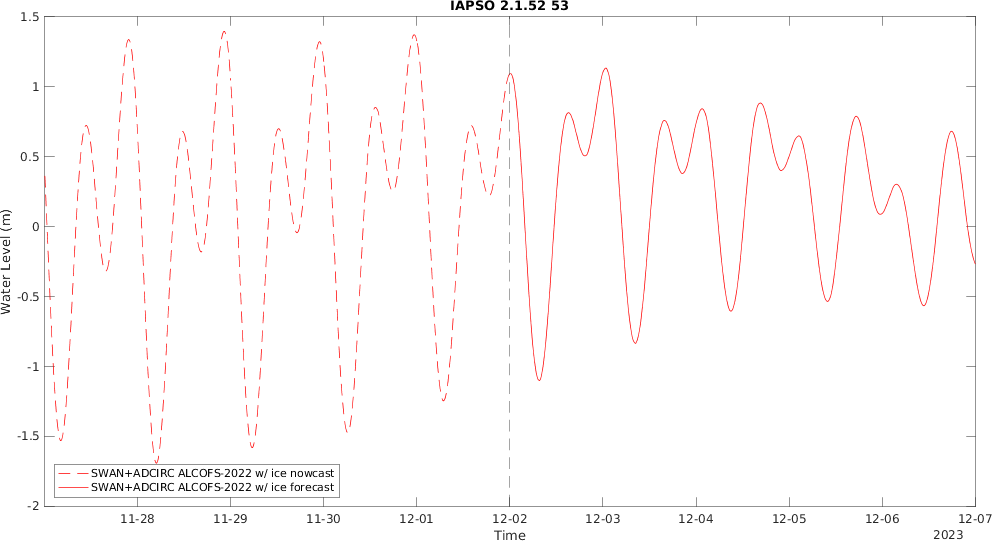 IAPSO 2.1.52 53
1.5
1
0.5
0
-0.5
-1
-1.5
-2
Water Level (m)
SWAN+ADCIRC ALCOFS-2022 w/ ice nowcast
SWAN+ADCIRC ALCOFS-2022 w/ ice forecast
11-28 11-29 11-30 12-01 12-02 12-03 12-04 12-05 12-06 12-07
Time
2023